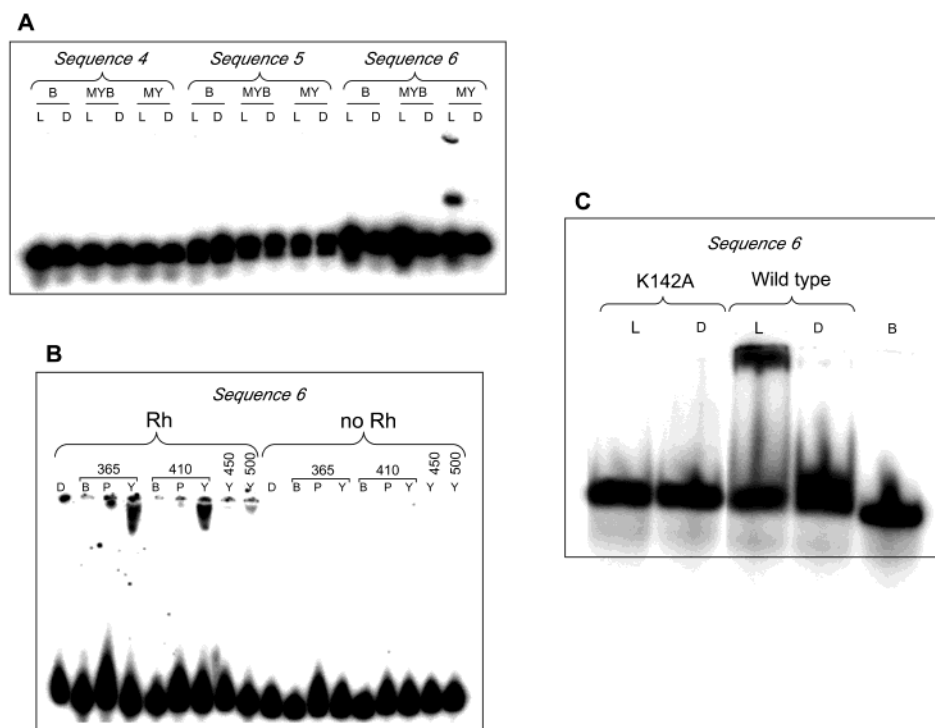 A
Sequence 4 Sequence 5 Sequence 6
B MYB MY B MYB MY B MYB MY
L D L D L D L D L D L D L D L D L D
B
Sequence 6
Rh no Rh
365 410 450 500 365 410 450 500
D B P Y B P Y Y Y D B P Y B P Y Y Y
C
Sequence 6
K142A Wild type
L D L D B